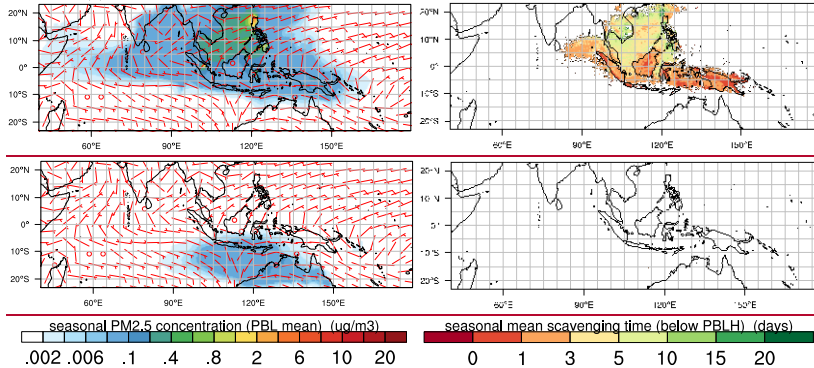 20°N 20°N
10°N 10°N
0° 0°
10°S 10°S
20°S 20°S
60°E 90°E 120°E 150°E 60°E 90°E 120°E 150°E
20°N 20°N
10°N 10°N
0° 0°
10°S 10°S
20°S 20°S
60°E 90°E 120°E 150°E 60°E 90°E 120°E 150°E
seasonal PM2.5 concentration (PBL mean) (ug/m3) seasonal mean scavenging time (below PBLH) (days)
.002 .006 .1 .4 .8 2 6 10 20 0 1 3 5 10 15 20